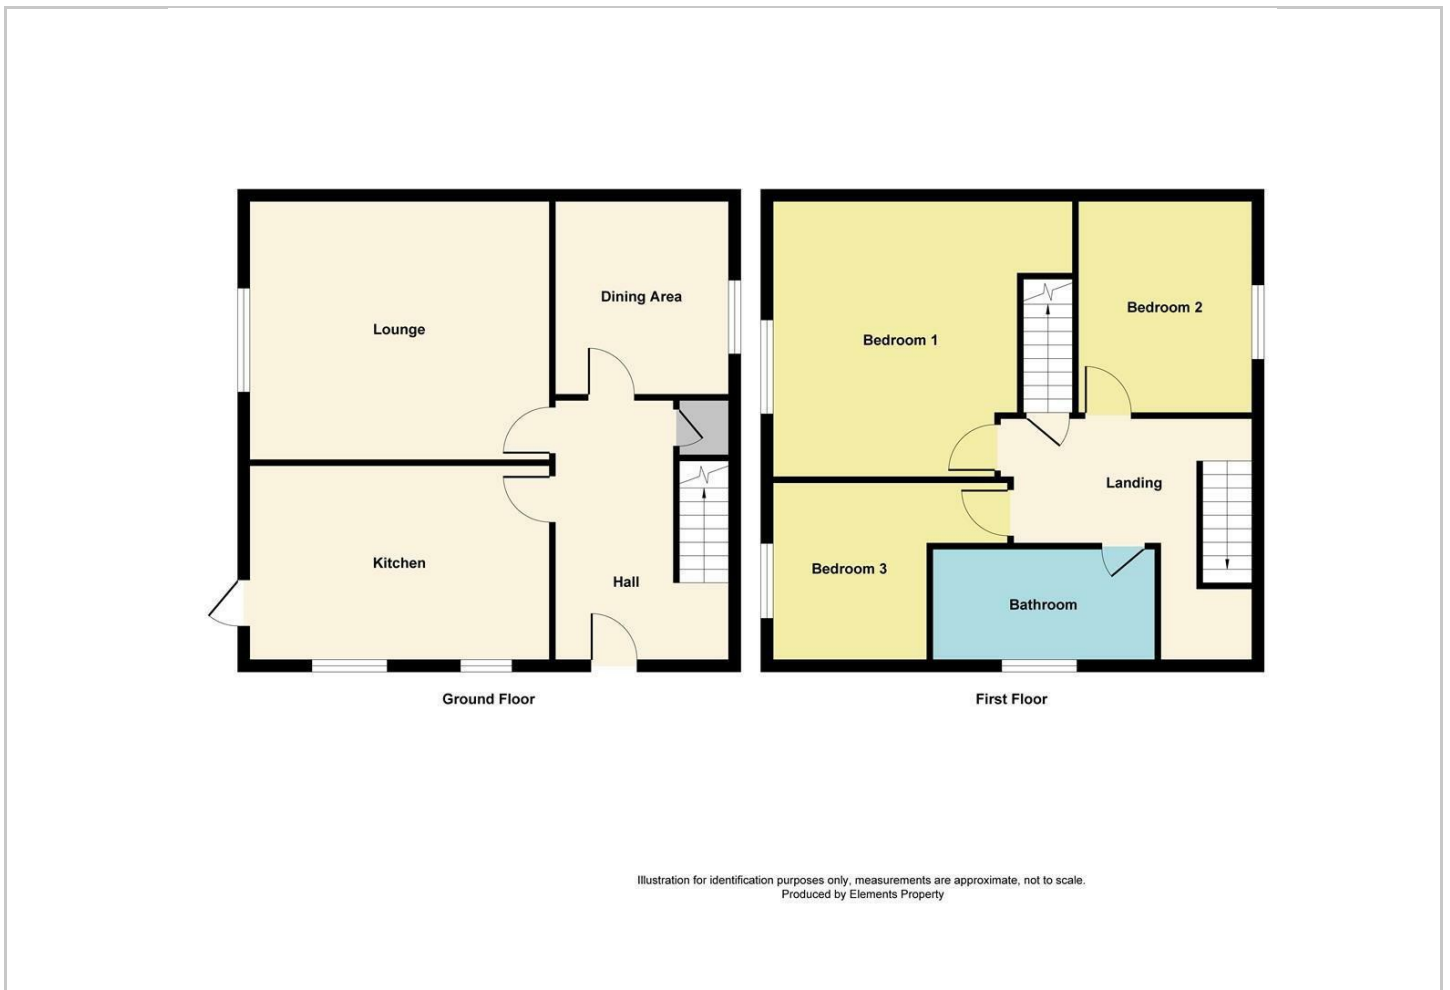 Lounge
Dining Area
Kitchen
Hall
Ground Floor
Bedroom 1
Bedroom 2
Landing
Bedroom 3
Bathroom
First Floor
Illustration for identification purposes only, measurements are approximate, not to scale.
Produced by Elements Property